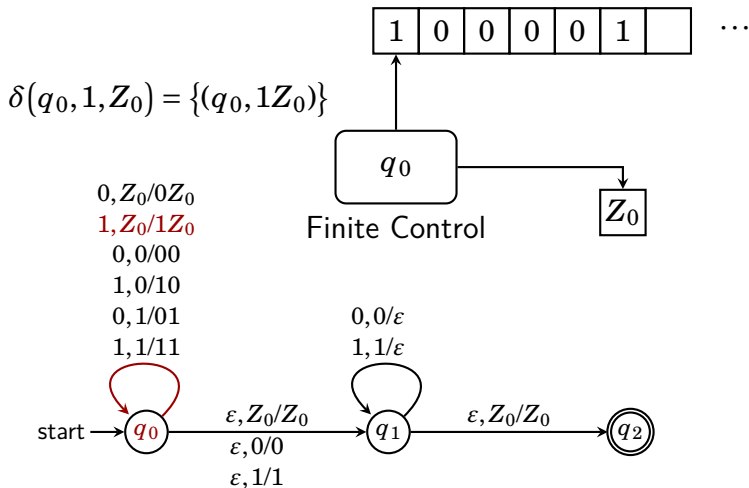 1 0 0 0 0 1 ⋯
δ(q₀, 1, Z₀) = {(q₀, 1Z₀)}
q₀
Z₀
Finite Control
0, Z₀/0Z₀
1, Z₀/1Z₀
0, 0/00
1, 0/10
0, 1/01
1, 1/11
0, 0/ε
1, 1/ε
start
q₀
ε, Z₀/Z₀
ε, 0/0
ε, 1/1
q₁
ε, Z₀/Z₀
q₂